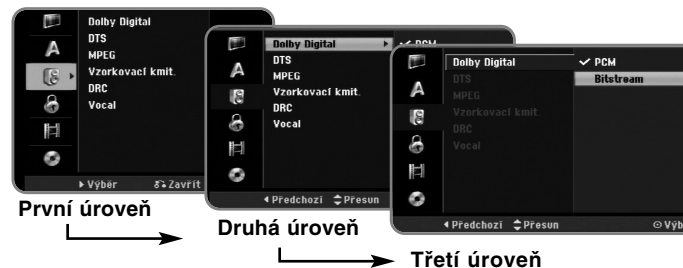 Dolby Digital
DTS
MPEG
Vzorkovací kmit.
DRC
Vocal
Výběr Zavřít
První úroveň
Dolby Digital PCM
DTS
MPEG
Vzorkovací kmit.
DRC
Vocal
Předchozí Přesun
Druhá úroveň
Dolby Digital PCM
DTS Bitstream
MPEG
Vzorkovací kmit.
DRC
Vocal
Předchozí Přesun
Třetí úroveň